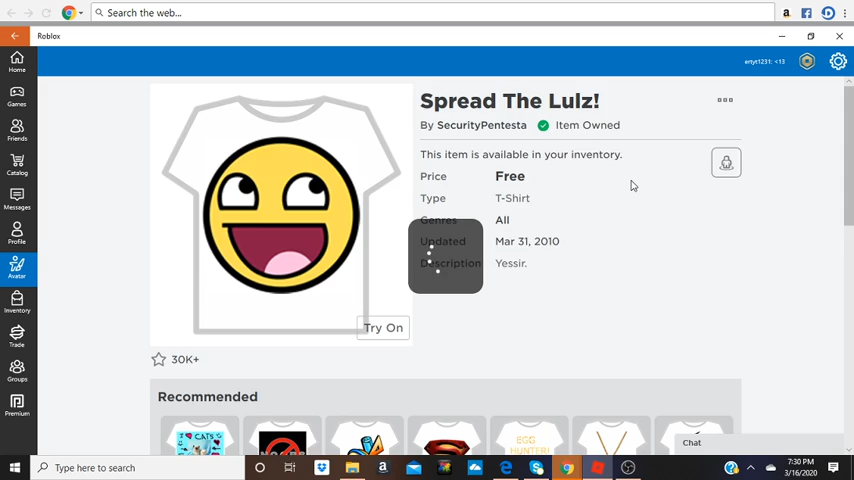 Search the web...
Roblox
ertyt1231: <13
Home
Games
Friends
Catalog
Messages
Profile
Avatar
Inventory
Trade
Groups
Premium
Spread The Lulz!
By SecurityPentesta Item Owned
This item is available in your inventory.
Price Free
Type T-Shirt
Genres All
Updated Mar 31, 2010
Description Yessir.
Try On
30K+
Recommended
I CATS
EGG
HUNTER!
Chat
Type here to search
7:30 PM
3/16/2020